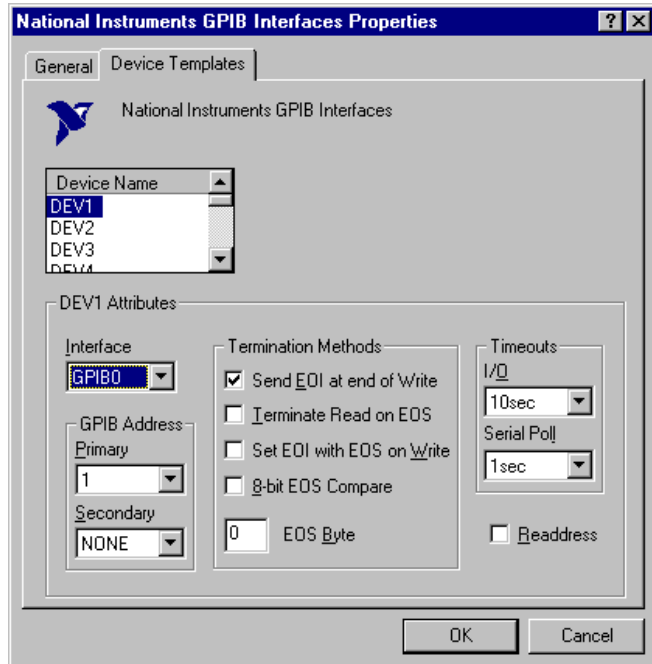 National Instruments GPIB Interfaces Properties
General Device Templates
National Instruments GPIB Interfaces
Device Name
DEV1
DEV2
DEV3
DEV4
DEV1 Attributes
Interface
GPIB0
GPIB Address
Primary
1
Secondary
NONE
Termination Methods
Send EOI at end of Write
Terminate Read on EOS
Set EOI with EOS on Write
8-bit EOS Compare
0 EOS Byte
Timeouts
I/O
10sec
Serial Poll
1sec
Readdress
OK Cancel